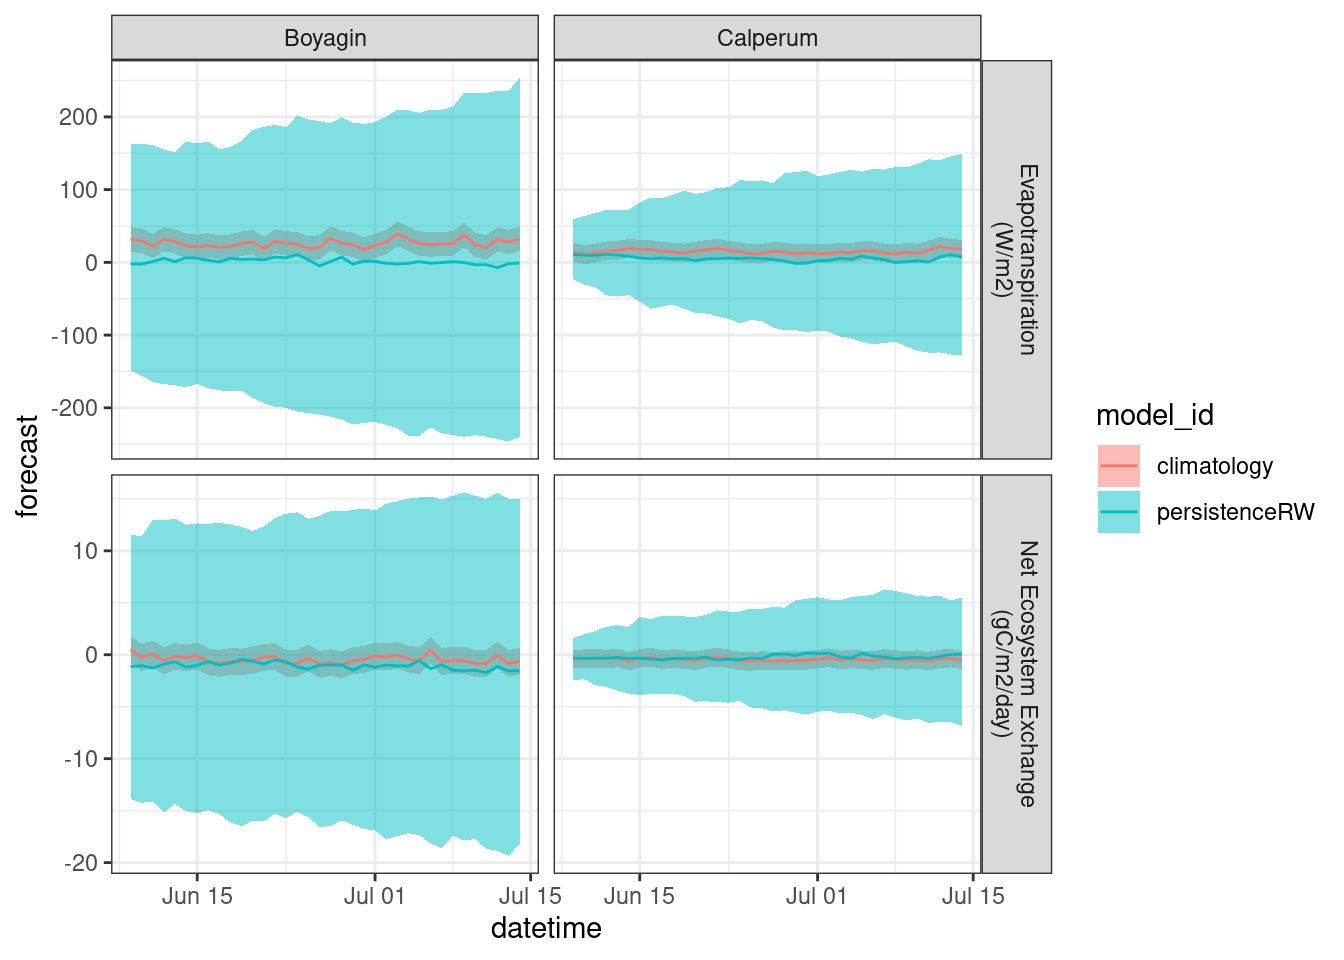 Boyagin
Calperum
200
100
0
-100
-200
Evapotranspiration
(W/m2)
10
0
-10
-20
Net Ecosystem Exchange
(gC/m2/day)
Jun 15
Jul 01
Jul 15
Jun 15
Jul 01
Jul 15
datetime
forecast
model_id
climatology
persistenceRW